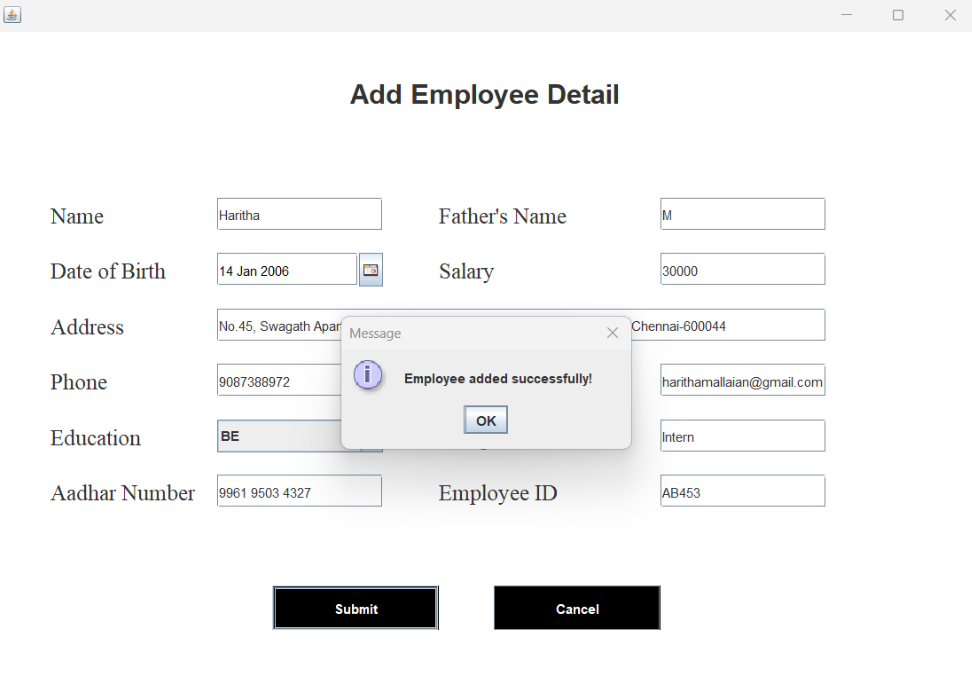 Add Employee Detail
Name Haritha Father's Name M
Date of Birth 14 Jan 2006 Salary 30000
Address No.45, Swagath Chennai-600044
Message
Employee added successfully!
OK
Phone 9087388972 harithamallaian@gmail.com
Education BE Intern
Aadhar Number 9961 9503 4327 Employee ID AB453
Submit Cancel